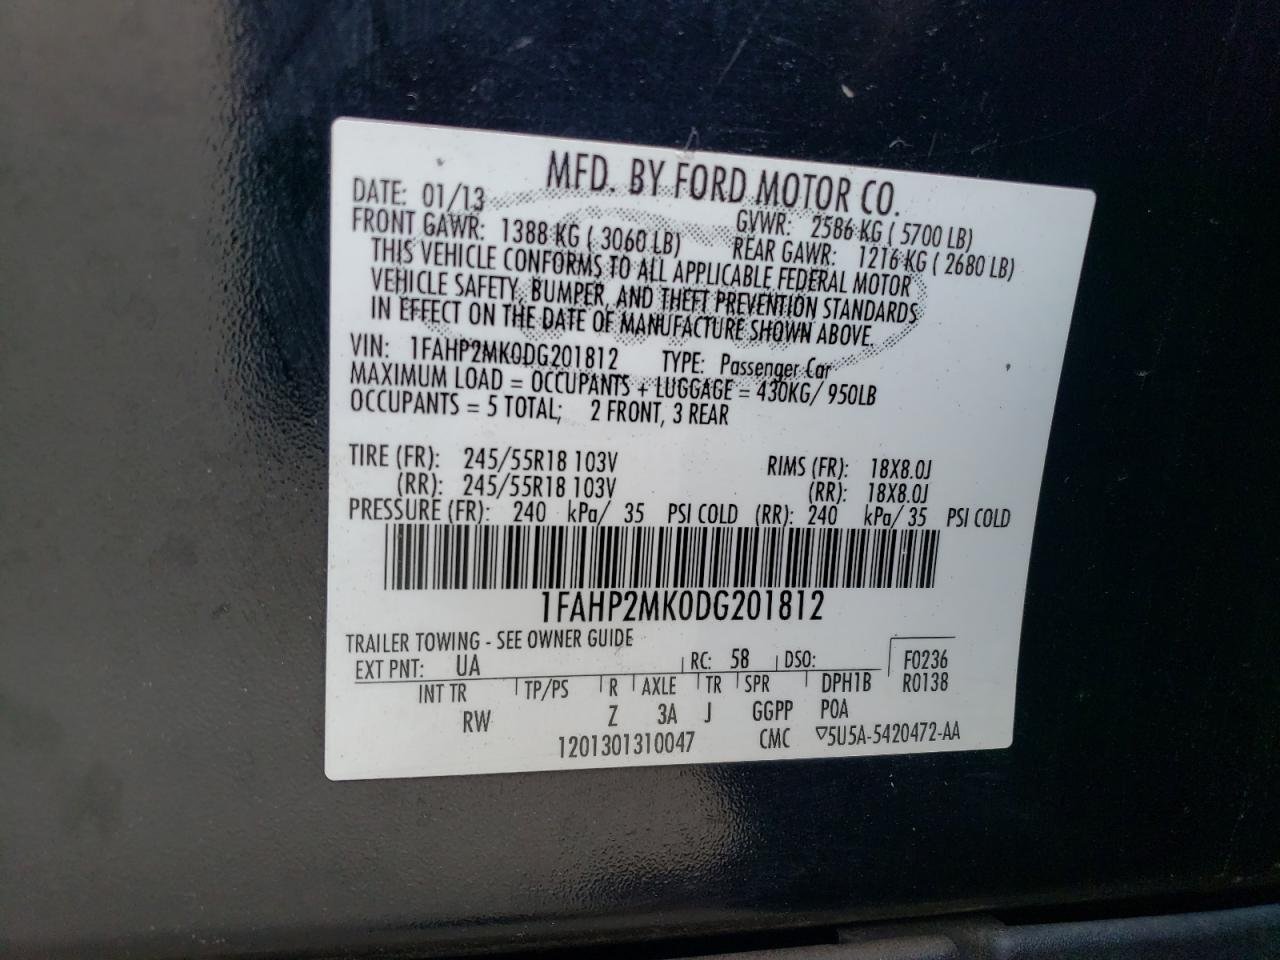 MFD. BY FORD MOTOR CO.
DATE: 01/13 GVWR: 2586 KG ( 5700 LB)
FRONT GAWR: 1388 KG ( 3060 LB) REAR GAWR: 1216 KG ( 2680 LB)
THIS VEHICLE CONFORMS TO ALL APPLICABLE FEDERAL MOTOR
VEHICLE SAFETY, BUMPER, AND THEFT PREVENTION STANDARDS
IN EFFECT ON THE DATE OF MANUFACTURE SHOWN ABOVE.
VIN: 1FAHP2MK0DG201812 TYPE: Passenger Car
MAXIMUM LOAD = OCCUPANTS + LUGGAGE = 430KG/ 950LB
OCCUPANTS = 5 TOTAL; 2 FRONT, 3 REAR
TIRE (FR): 245/55R18 103V RIMS (FR): 18X8.0J
(RR): 245/55R18 103V (RR): 18X8.0J
PRESSURE (FR): 240 kPa/ 35 PSI COLD (RR): 240 kPa/ 35 PSI COLD
1FAHP2MK0DG201812
TRAILER TOWING - SEE OWNER GUIDE
EXT PNT: UA RC: 58 DSO: F0236
INT TR TP/PS R AXLE TR SPR DPH1B R0138
RW Z 3A J GGPP POA
1201301310047 CMC ▽5U5A-5420472-AA